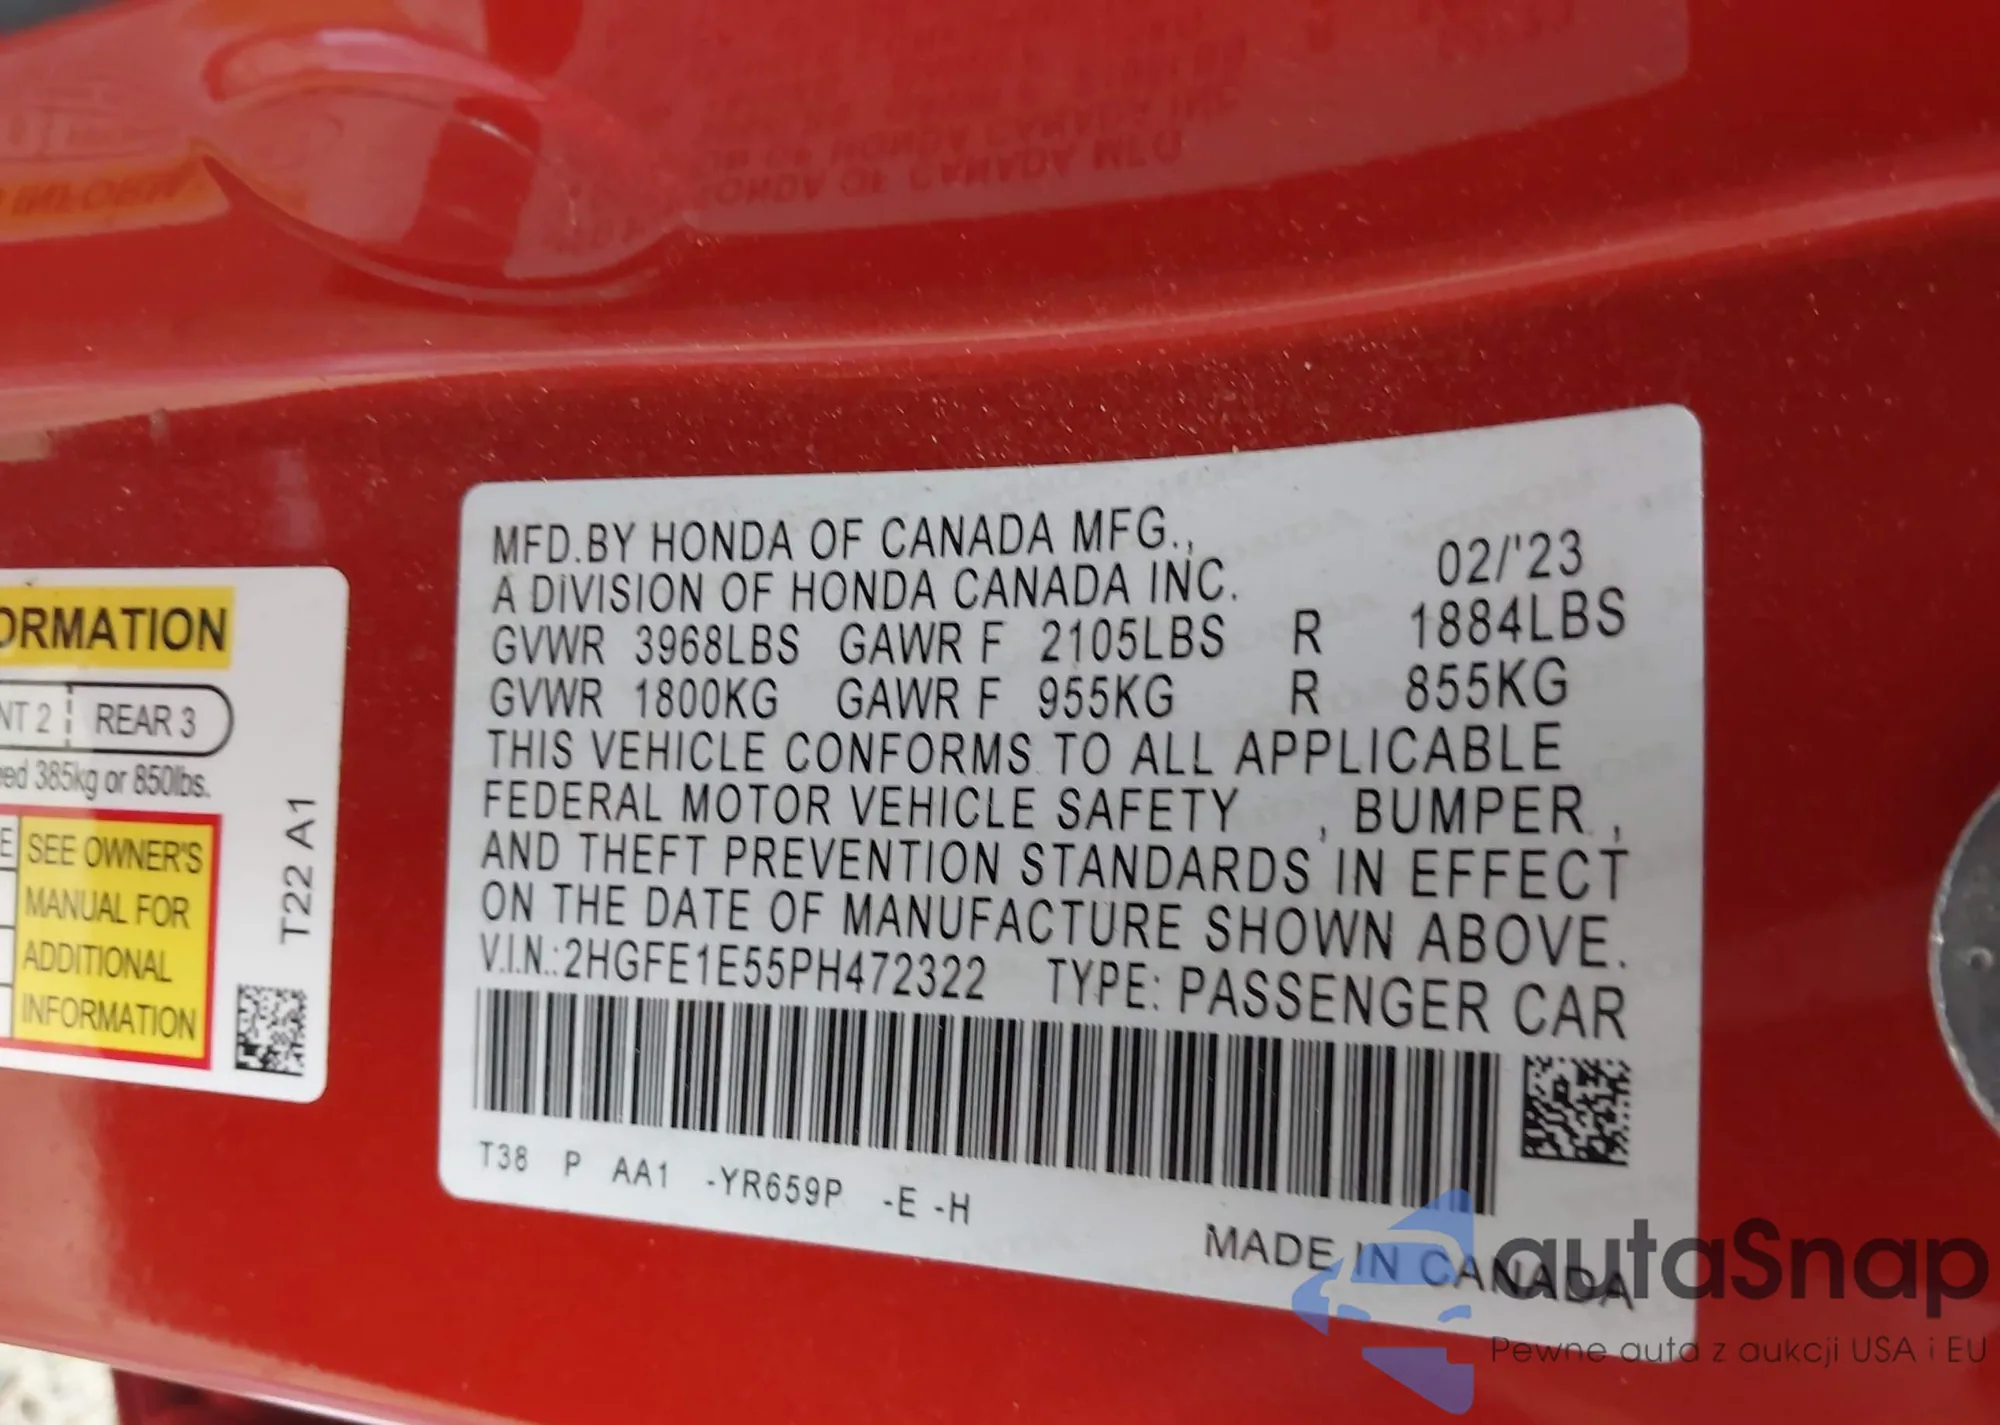 ORMATION
NT 2 REAR 3
ed 385kg or 850lbs.
E SEE OWNER'S
MANUAL FOR
ADDITIONAL
INFORMATION
T22 A1
MFD.BY HONDA OF CANADA MFG.,
A DIVISION OF HONDA CANADA INC. 02/'23
GVWR 3968LBS GAWR F 2105LBS R 1884LBS
GVWR 1800KG GAWR F 955KG R 855KG
THIS VEHICLE CONFORMS TO ALL APPLICABLE
FEDERAL MOTOR VEHICLE SAFETY , BUMPER ,
AND THEFT PREVENTION STANDARDS IN EFFECT
ON THE DATE OF MANUFACTURE SHOWN ABOVE.
V.I.N.:2HGFE1E55PH472322 TYPE: PASSENGER CAR
T38 P AA1 -YR659P -E -H
MADE IN CANADA
autaSnap
Pewne auta z aukcji USA i EU